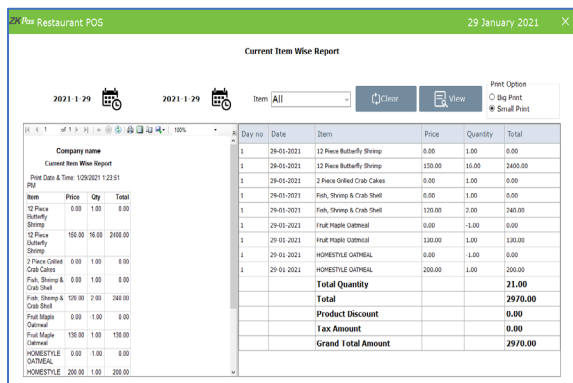 ZKPos Restaurant POS 29 January 2021 X
Current Item Wise Report
2021-1-29 2021-1-29 Item All Clear View
Print Option
Big Print
Small Print
1 of 1 100%
Company name
Current Item Wise Report
Print Date & Time: 1/29/2021 1:23:51
PM
Item Price Qty Total
12 Piece 0.00 1.00 0.00
Butterfly
Shrimp
12 Piece 150.00 16.00 2400.00
Butterfly
Shrimp
2 Piece Grilled 0.00 1.00 0.00
Crab Cakes
Fish, Shrimp & 0.00 1.00 0.00
Crab Shell
Fish, Shrimp & 120.00 2.00 240.00
Crab Shell
Fruit Maple 0.00 -1.00 0.00
Oatmeal
Fruit Maple 130.00 1.00 130.00
Oatmeal
HOMESTYLE 0.00 -1.00 0.00
OATMEAL
HOMESTYLE 200.00 1.00 200.00
Day no Date Item Price Quantity Total
1 29-01-2021 12 Piece Butterfly Shrimp 0.00 1.00 0.00
1 29-01-2021 12 Piece Butterfly Shrimp 150.00 16.00 2400.00
1 29-01-2021 2 Piece Grilled Crab Cakes 0.00 1.00 0.00
1 29-01-2021 Fish, Shrimp & Crab Shell 0.00 1.00 0.00
1 29-01-2021 Fish, Shrimp & Crab Shell 120.00 2.00 240.00
1 29-01-2021 Fruit Maple Oatmeal 0.00 -1.00 0.00
1 29-01-2021 Fruit Maple Oatmeal 130.00 1.00 130.00
1 29-01-2021 HOMESTYLE OATMEAL 0.00 -1.00 0.00
1 29-01-2021 HOMESTYLE OATMEAL 200.00 1.00 200.00
Total Quantity 21.00
Total 2970.00
Product Discount 0.00
Tax Amount 0.00
Grand Total Amount 2970.00